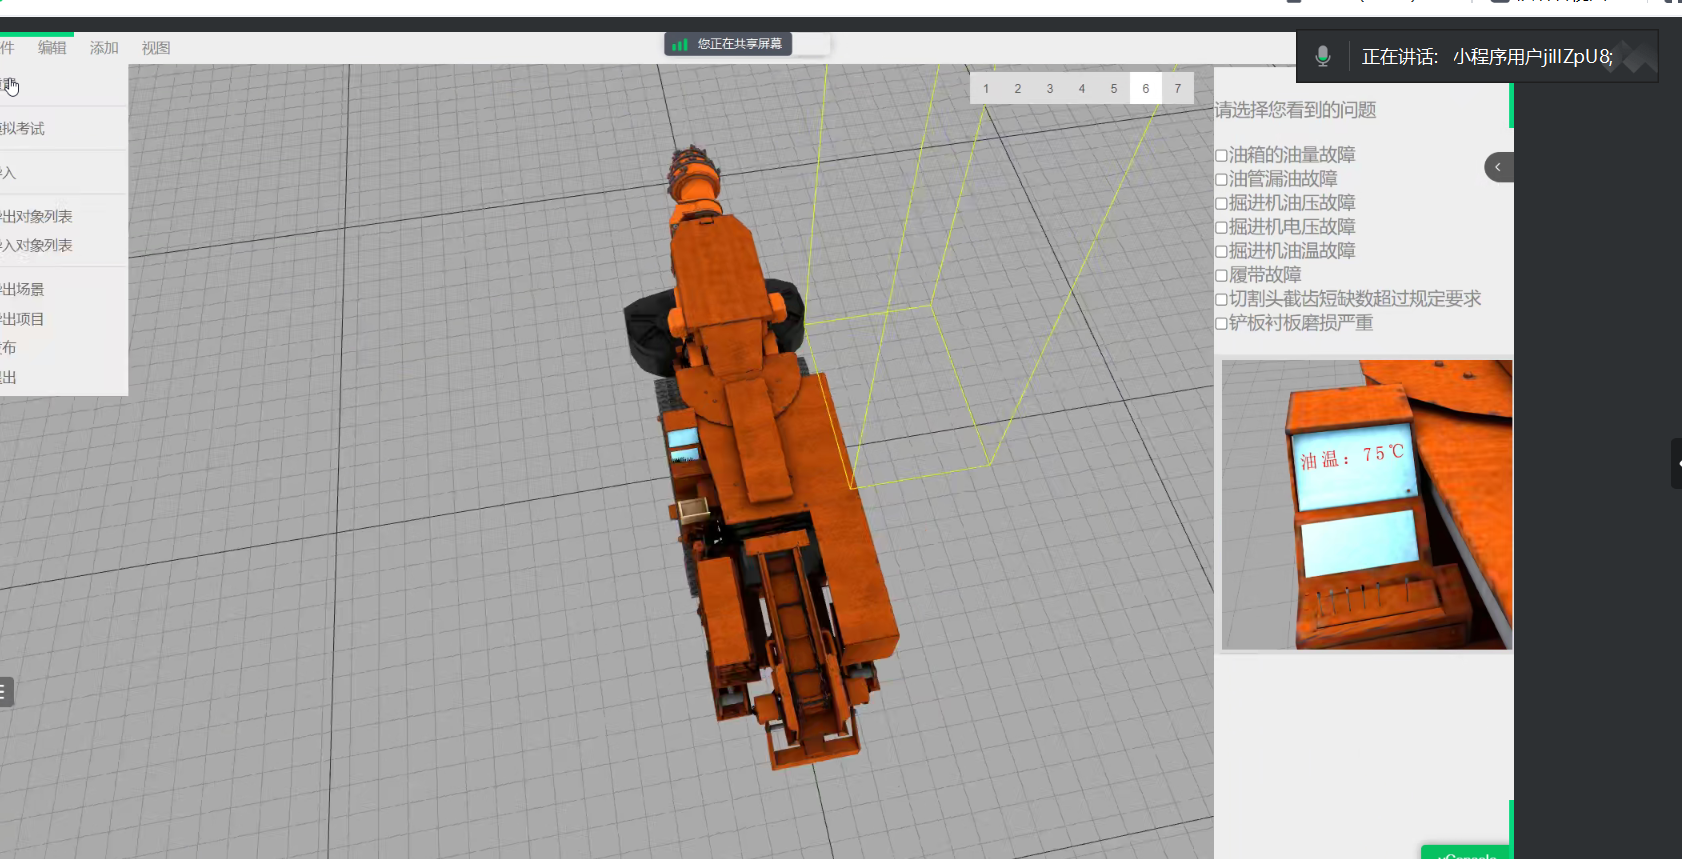 件 编辑 添加 视图
您正在共享屏幕
正在讲话: 小程序用户jiIIZpU8;
拟考试
入
出对象列表
入对象列表
出场景
出项目
布
出
1 2 3 4 5 6 7
请选择您看到的问题
油箱的油量故障
油管漏油故障
掘进机油压故障
掘进机电压故障
掘进机油温故障
履带故障
切割头截齿短缺数超过规定要求
铲板衬板磨损严重
油温：75℃
vConsole